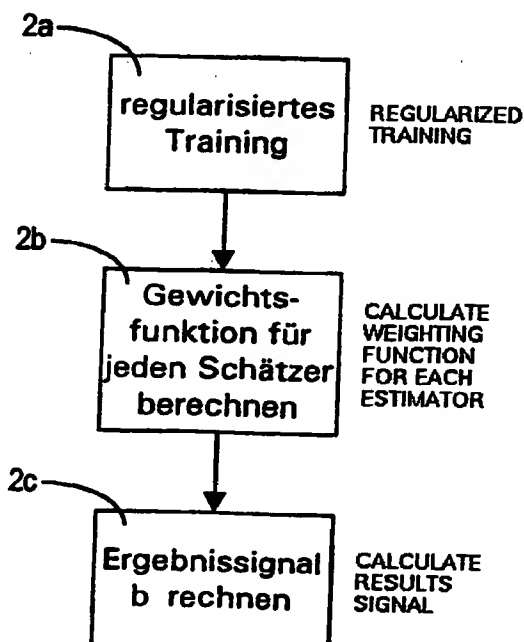 2a
regularisiertes
Training
REGULARIZED
TRAINING
2b
Gewichts-
funktion für
jeden Schätzer
berechnen
CALCULATE
WEIGHTING
FUNCTION
FOR EACH
ESTIMATOR
2c
Ergebnissignal
b rechnen
CALCULATE
RESULTS
SIGNAL